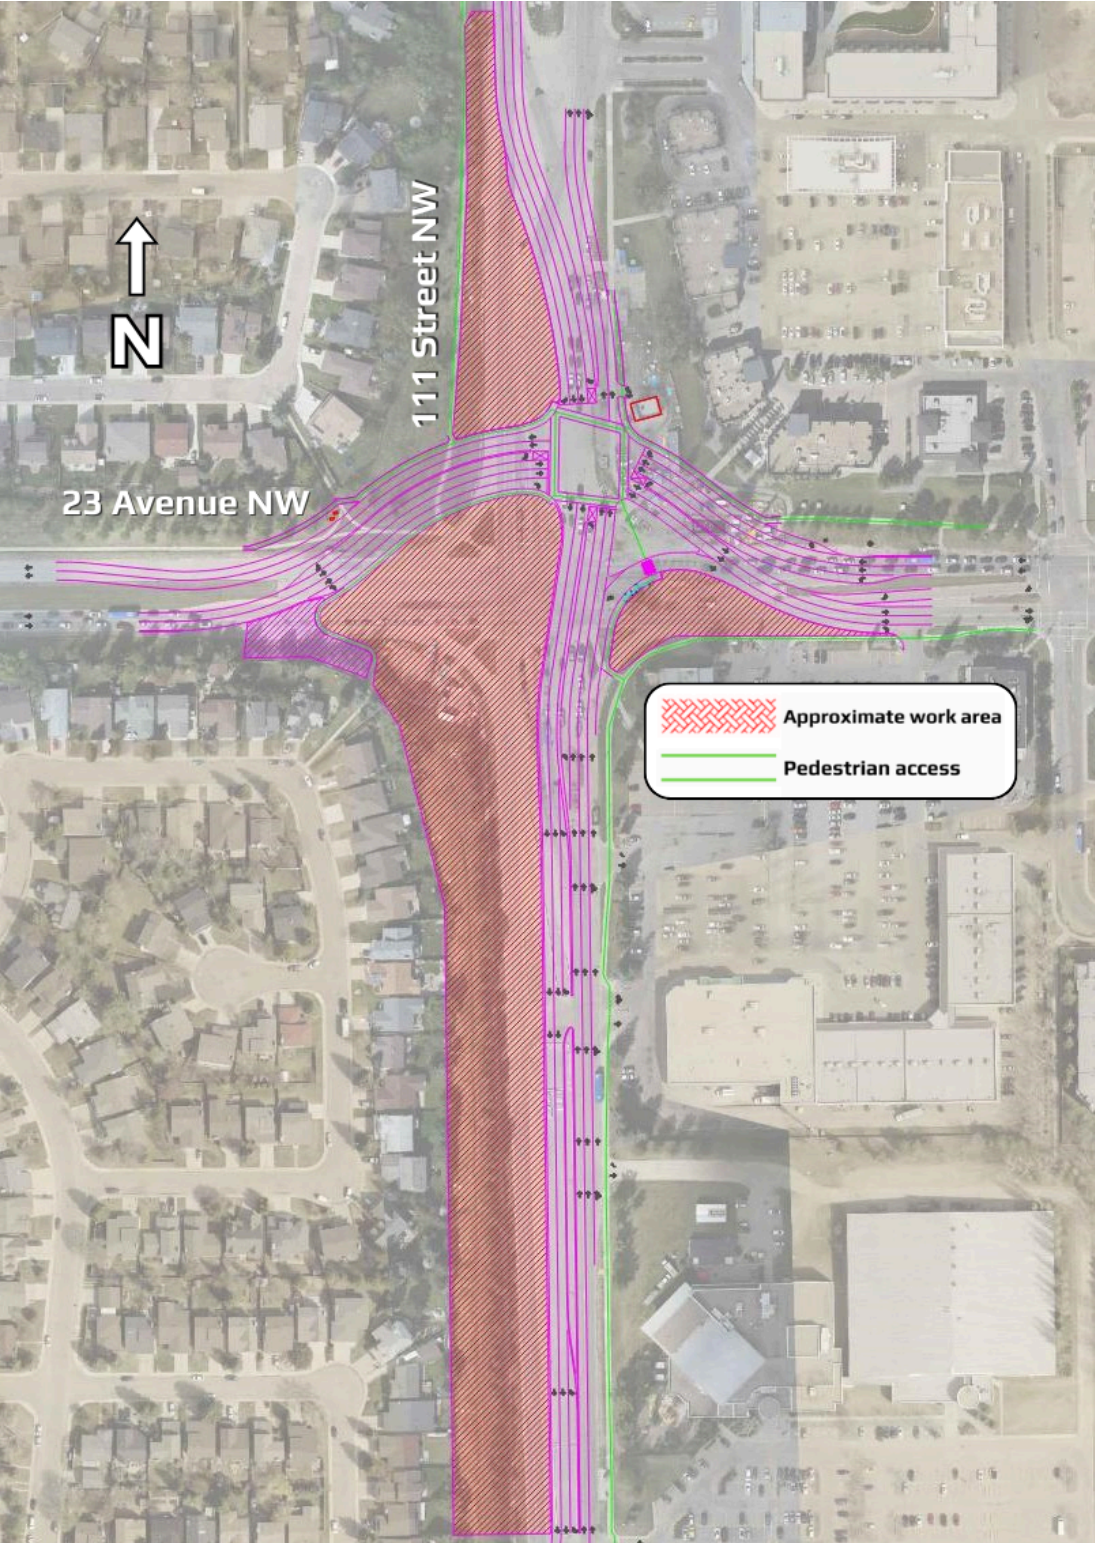 111 Street NW
N
23 Avenue NW
Approximate work area
Pedestrian access